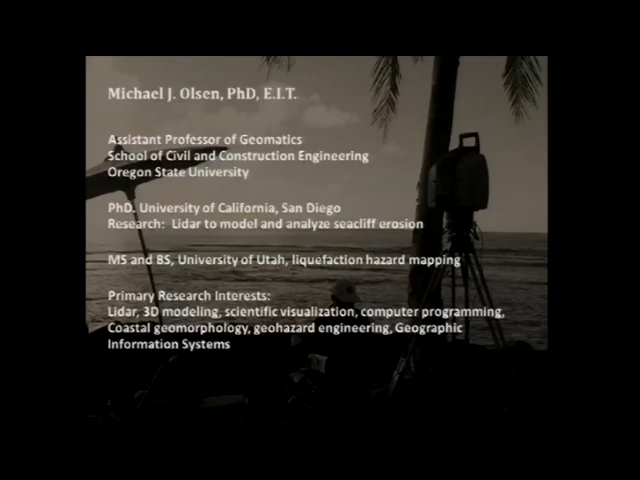 Michael J. Olsen, PhD, E.I.T.
Assistant Professor of Geomatics
School of Civil and Construction Engineering
Oregon State University
PhD. University of California, San Diego
Research: Lidar to model and analyze seacliff erosion
MS and BS, University of Utah, liquefaction hazard mapping
Primary Research Interests:
Lidar, 3D modeling, scientific visualization, computer programming,
Coastal geomorphology, geohazard engineering, Geographic
Information Systems